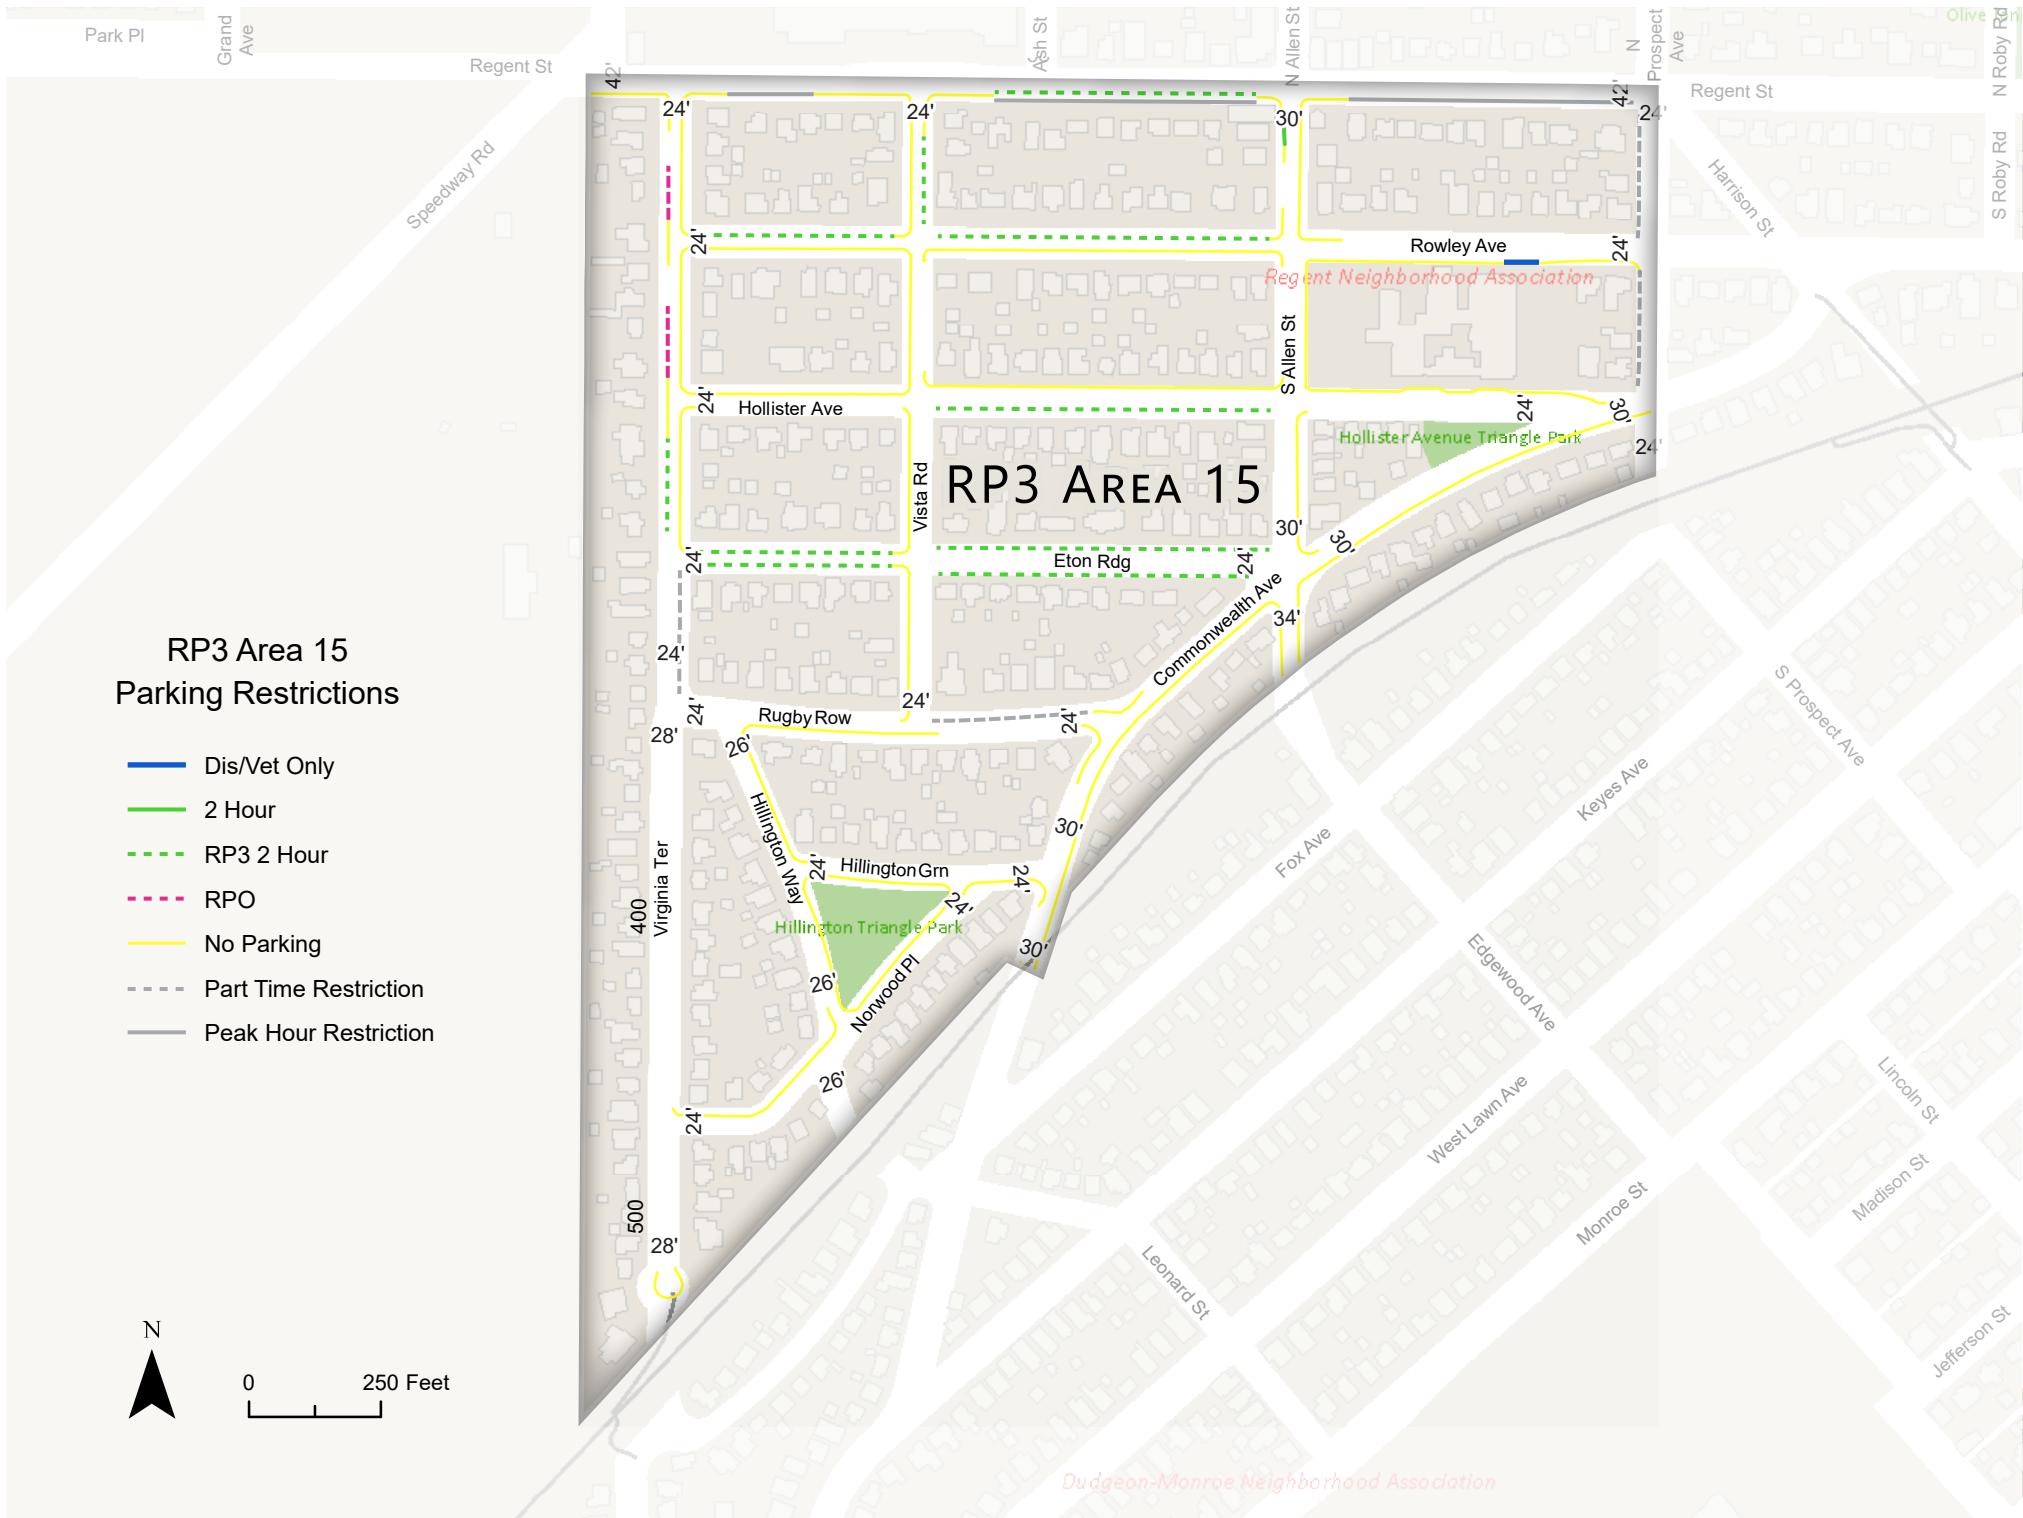 Park Pl
Grand
Ave
Regent St
Ash St
N Allen St
N
Prospect
Ave
N Roby Rd
Regent St
42'
42'
24'
24'
24'
30'
Speedway Rd
Harrison St
S Roby Rd
24'
Rowley Ave
24'
Regent Neighborhood Association
S Allen St
24'
Hollister Ave
24'
30'
Hollister Avenue Triangle Park
24'
Vista Rd
RP3 Area 15
30'
30'
24'
Eton Rdg
24'
Commonwealth Ave
34'
RP3 Area 15
Parking Restrictions
Dis/Vet Only
2 Hour
RP3 2 Hour
RPO
No Parking
Part Time Restriction
Peak Hour Restriction
24'
24'
24'
Rugby Row
24'
28'
26'
S Prospect Ave
Keyes Ave
Fox Ave
Hillington Way
30'
24'
Hillington Grn
24'
24'
Virginia Ter
400
Hillington Triangle Park
30'
26'
Norwood Pl
Edgewood Ave
26'
24'
Lincoln St
West Lawn Ave
Madison St
Monroe St
500
28'
Leonard St
Jefferson St
N
0
250 Feet
Dudgeon-Monroe Neighborhood Association